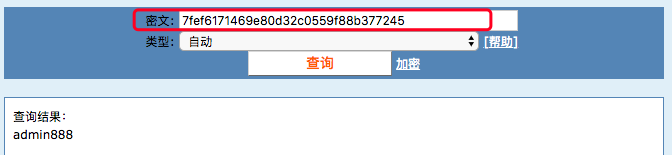 密文: 7fef6171469e80d32c0559f88b377245
类型: 自动 [帮助]
查询 加密
查询结果:
admin888